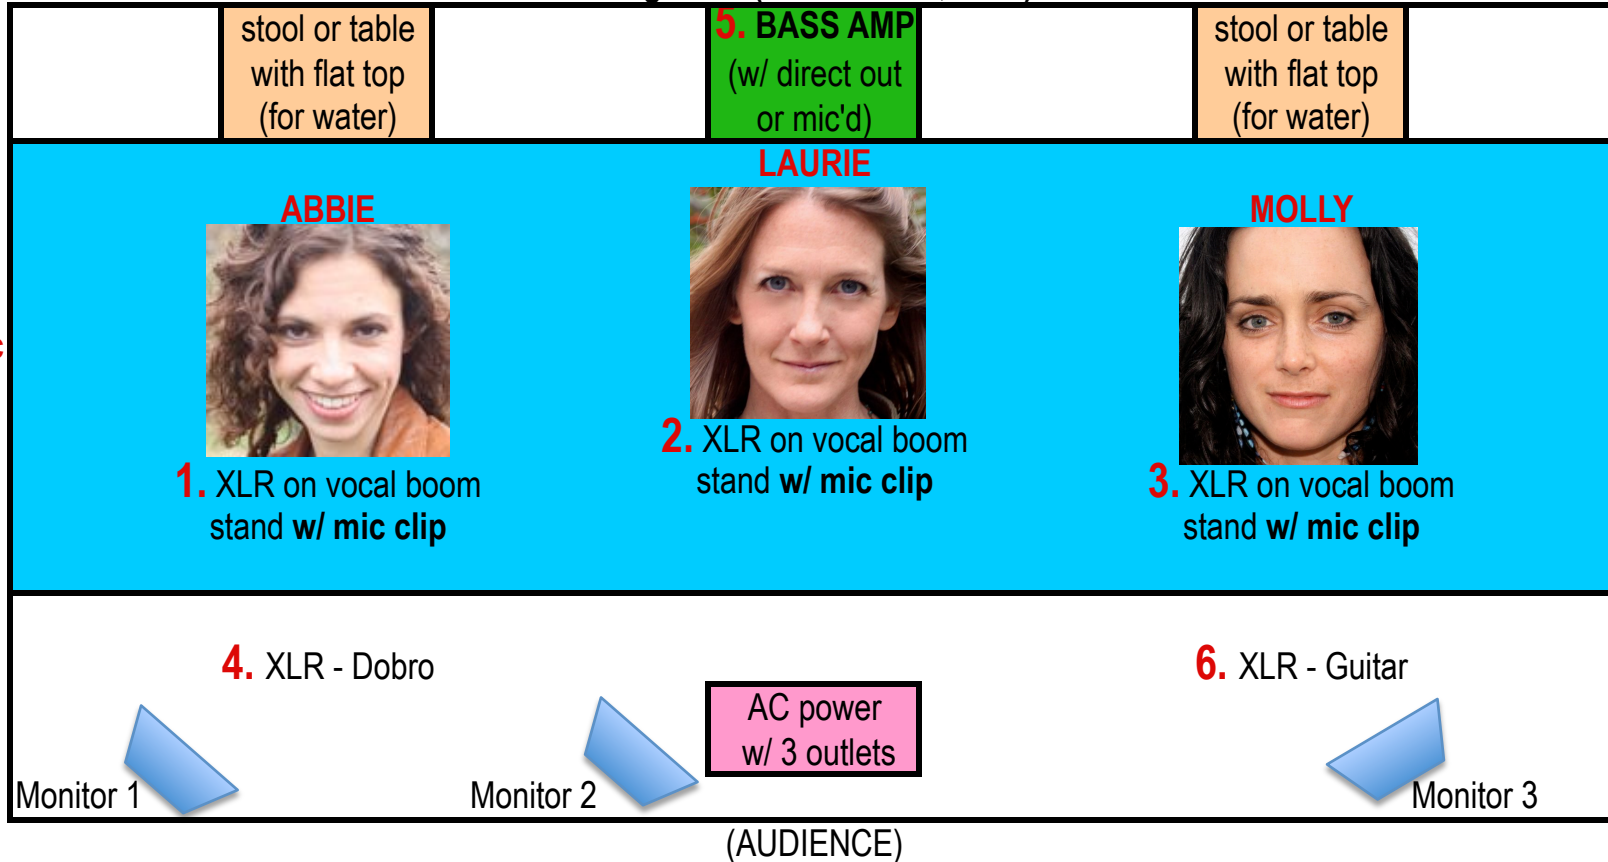 stool or table
with flat top
(for water)
5. BASS AMP
(w/ direct out
or mic'd)
stool or table
with flat top
(for water)
LAURIE
ABBIE
MOLLY
2. XLR on vocal boom
stand w/ mic clip
1. XLR on vocal boom
stand w/ mic clip
3. XLR on vocal boom
stand w/ mic clip
4. XLR - Dobro
6. XLR - Guitar
AC power
w/ 3 outlets
Monitor 1
Monitor 2
Monitor 3
(AUDIENCE)